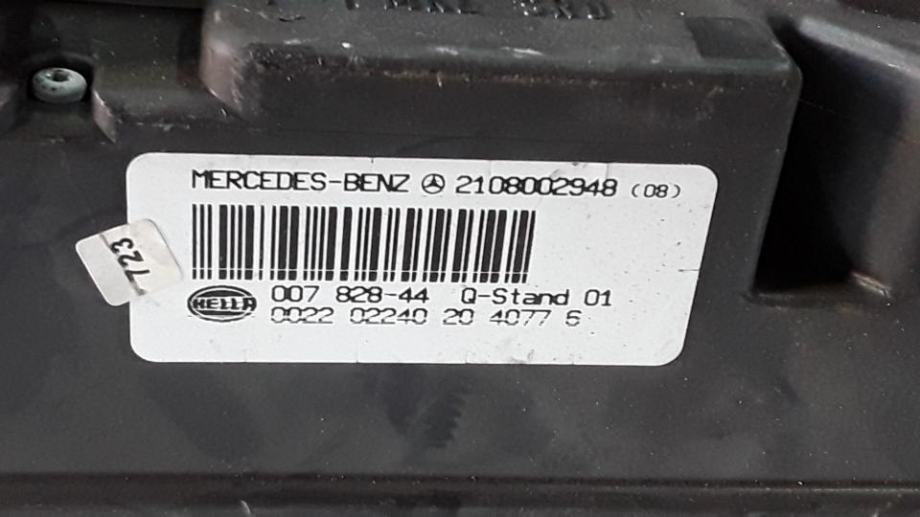 MERCEDES-BENZ 2108002948 (08)
723
HELLA
007 828-44 Q-Stand 01
0022 02240 20 4077 6